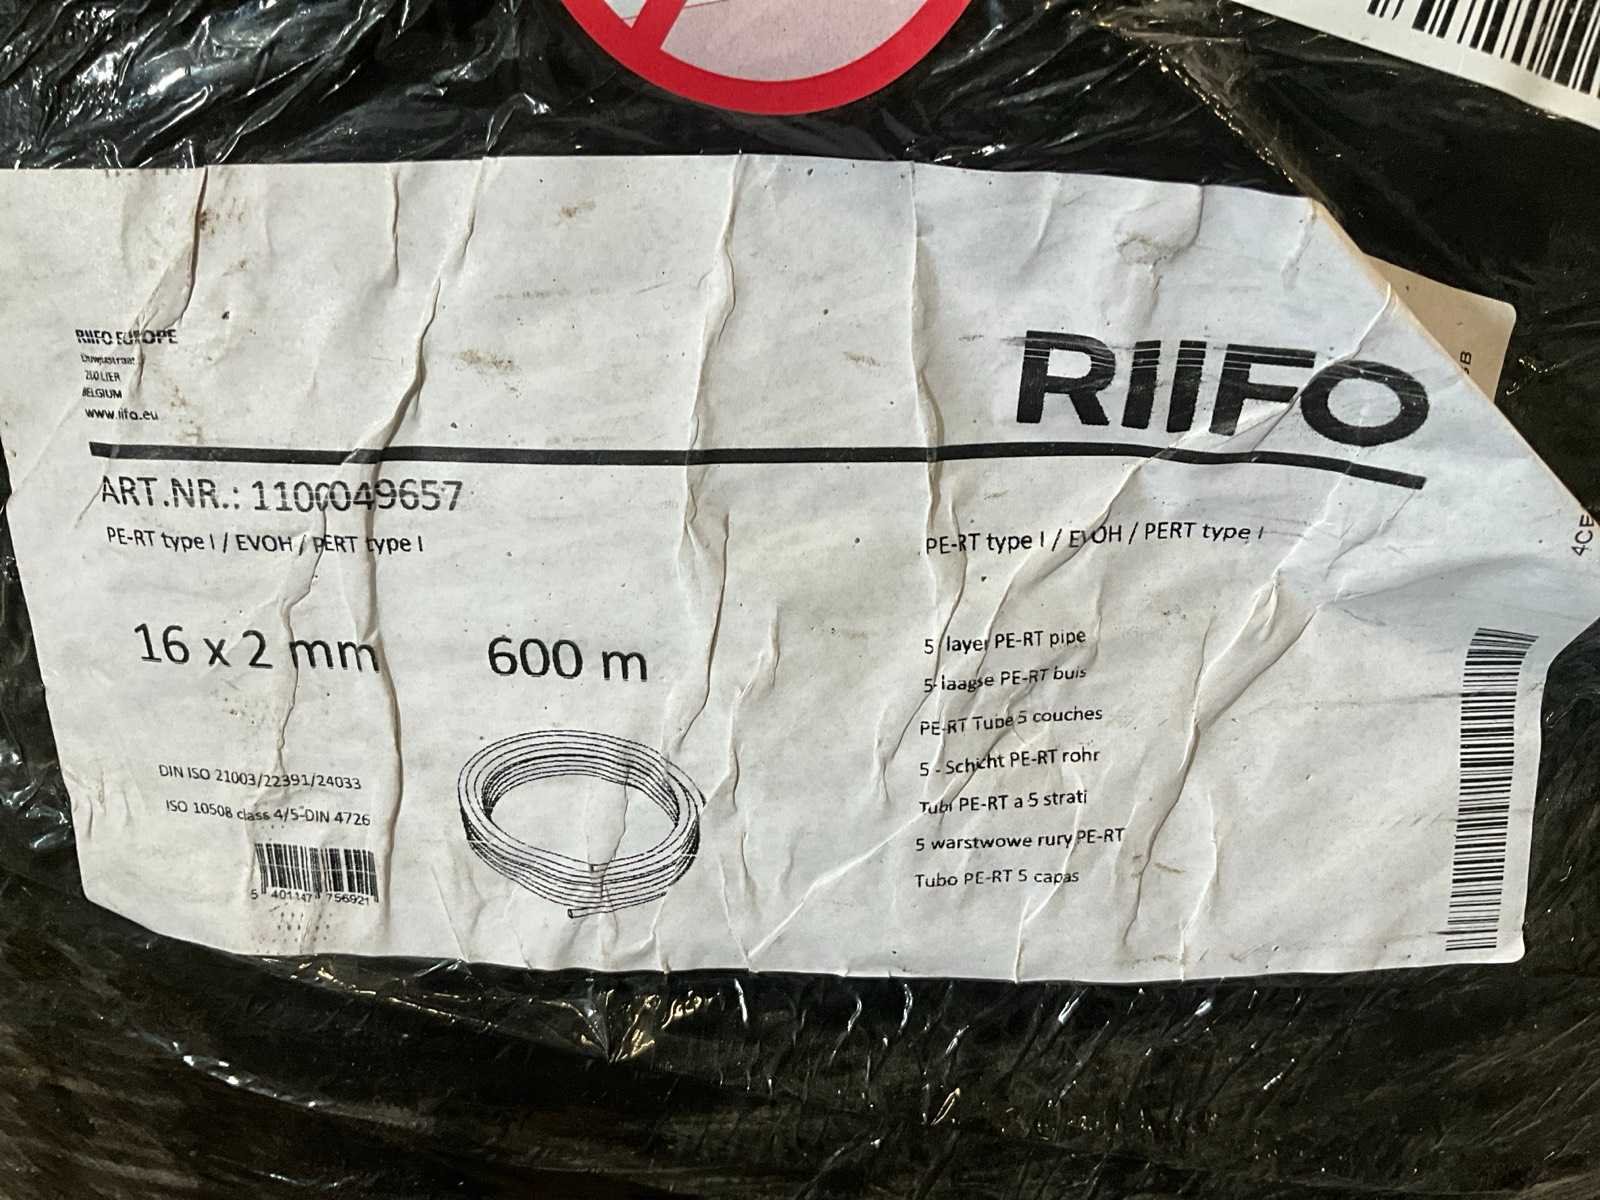 RIIFO EUROPE
LIER
BELGIUM
www.riifo.eu
RIIFO
ART.NR.: 1100049657
PE-RT type I / EVOH / PERT type I
PE-RT type I / EVOH / PERT type I
16 x 2 mm
600 m
5 layer PE-RT pipe
5-laagse PE-RT buis
PE-RT Tube 5 couches
5 - Schicht PE-RT rohr
Tubi PE-RT a 5 strati
5 warstwowe rury PE-RT
Tubo PE-RT 5 capas
DIN ISO 21003/22391/24033
ISO 10508 class 4/5-DIN 4726
5 401147 756921
4CE